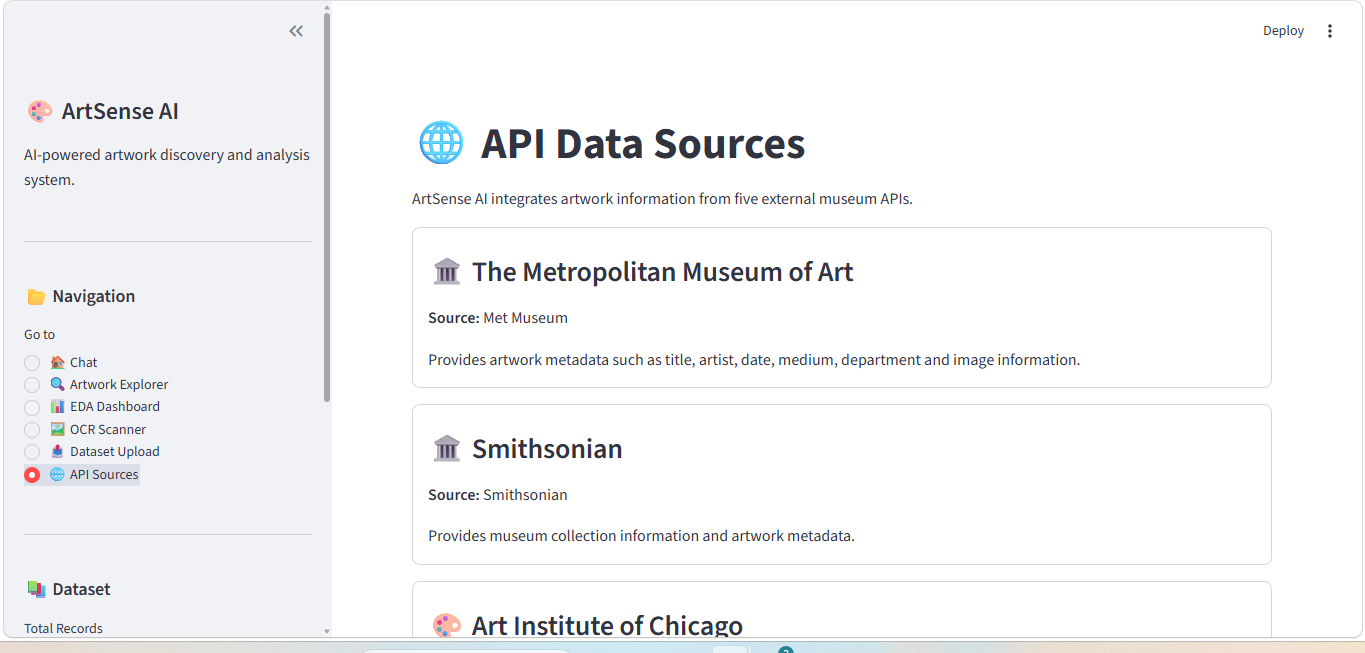 Deploy
ArtSense AI
AI-powered artwork discovery and analysis
system.
Navigation
Go to
Chat
Artwork Explorer
EDA Dashboard
OCR Scanner
Dataset Upload
API Sources
Dataset
Total Records
API Data Sources
ArtSense AI integrates artwork information from five external museum APIs.
The Metropolitan Museum of Art
Source: Met Museum
Provides artwork metadata such as title, artist, date, medium, department and image information.
Smithsonian
Source: Smithsonian
Provides museum collection information and artwork metadata.
Art Institute of Chicago